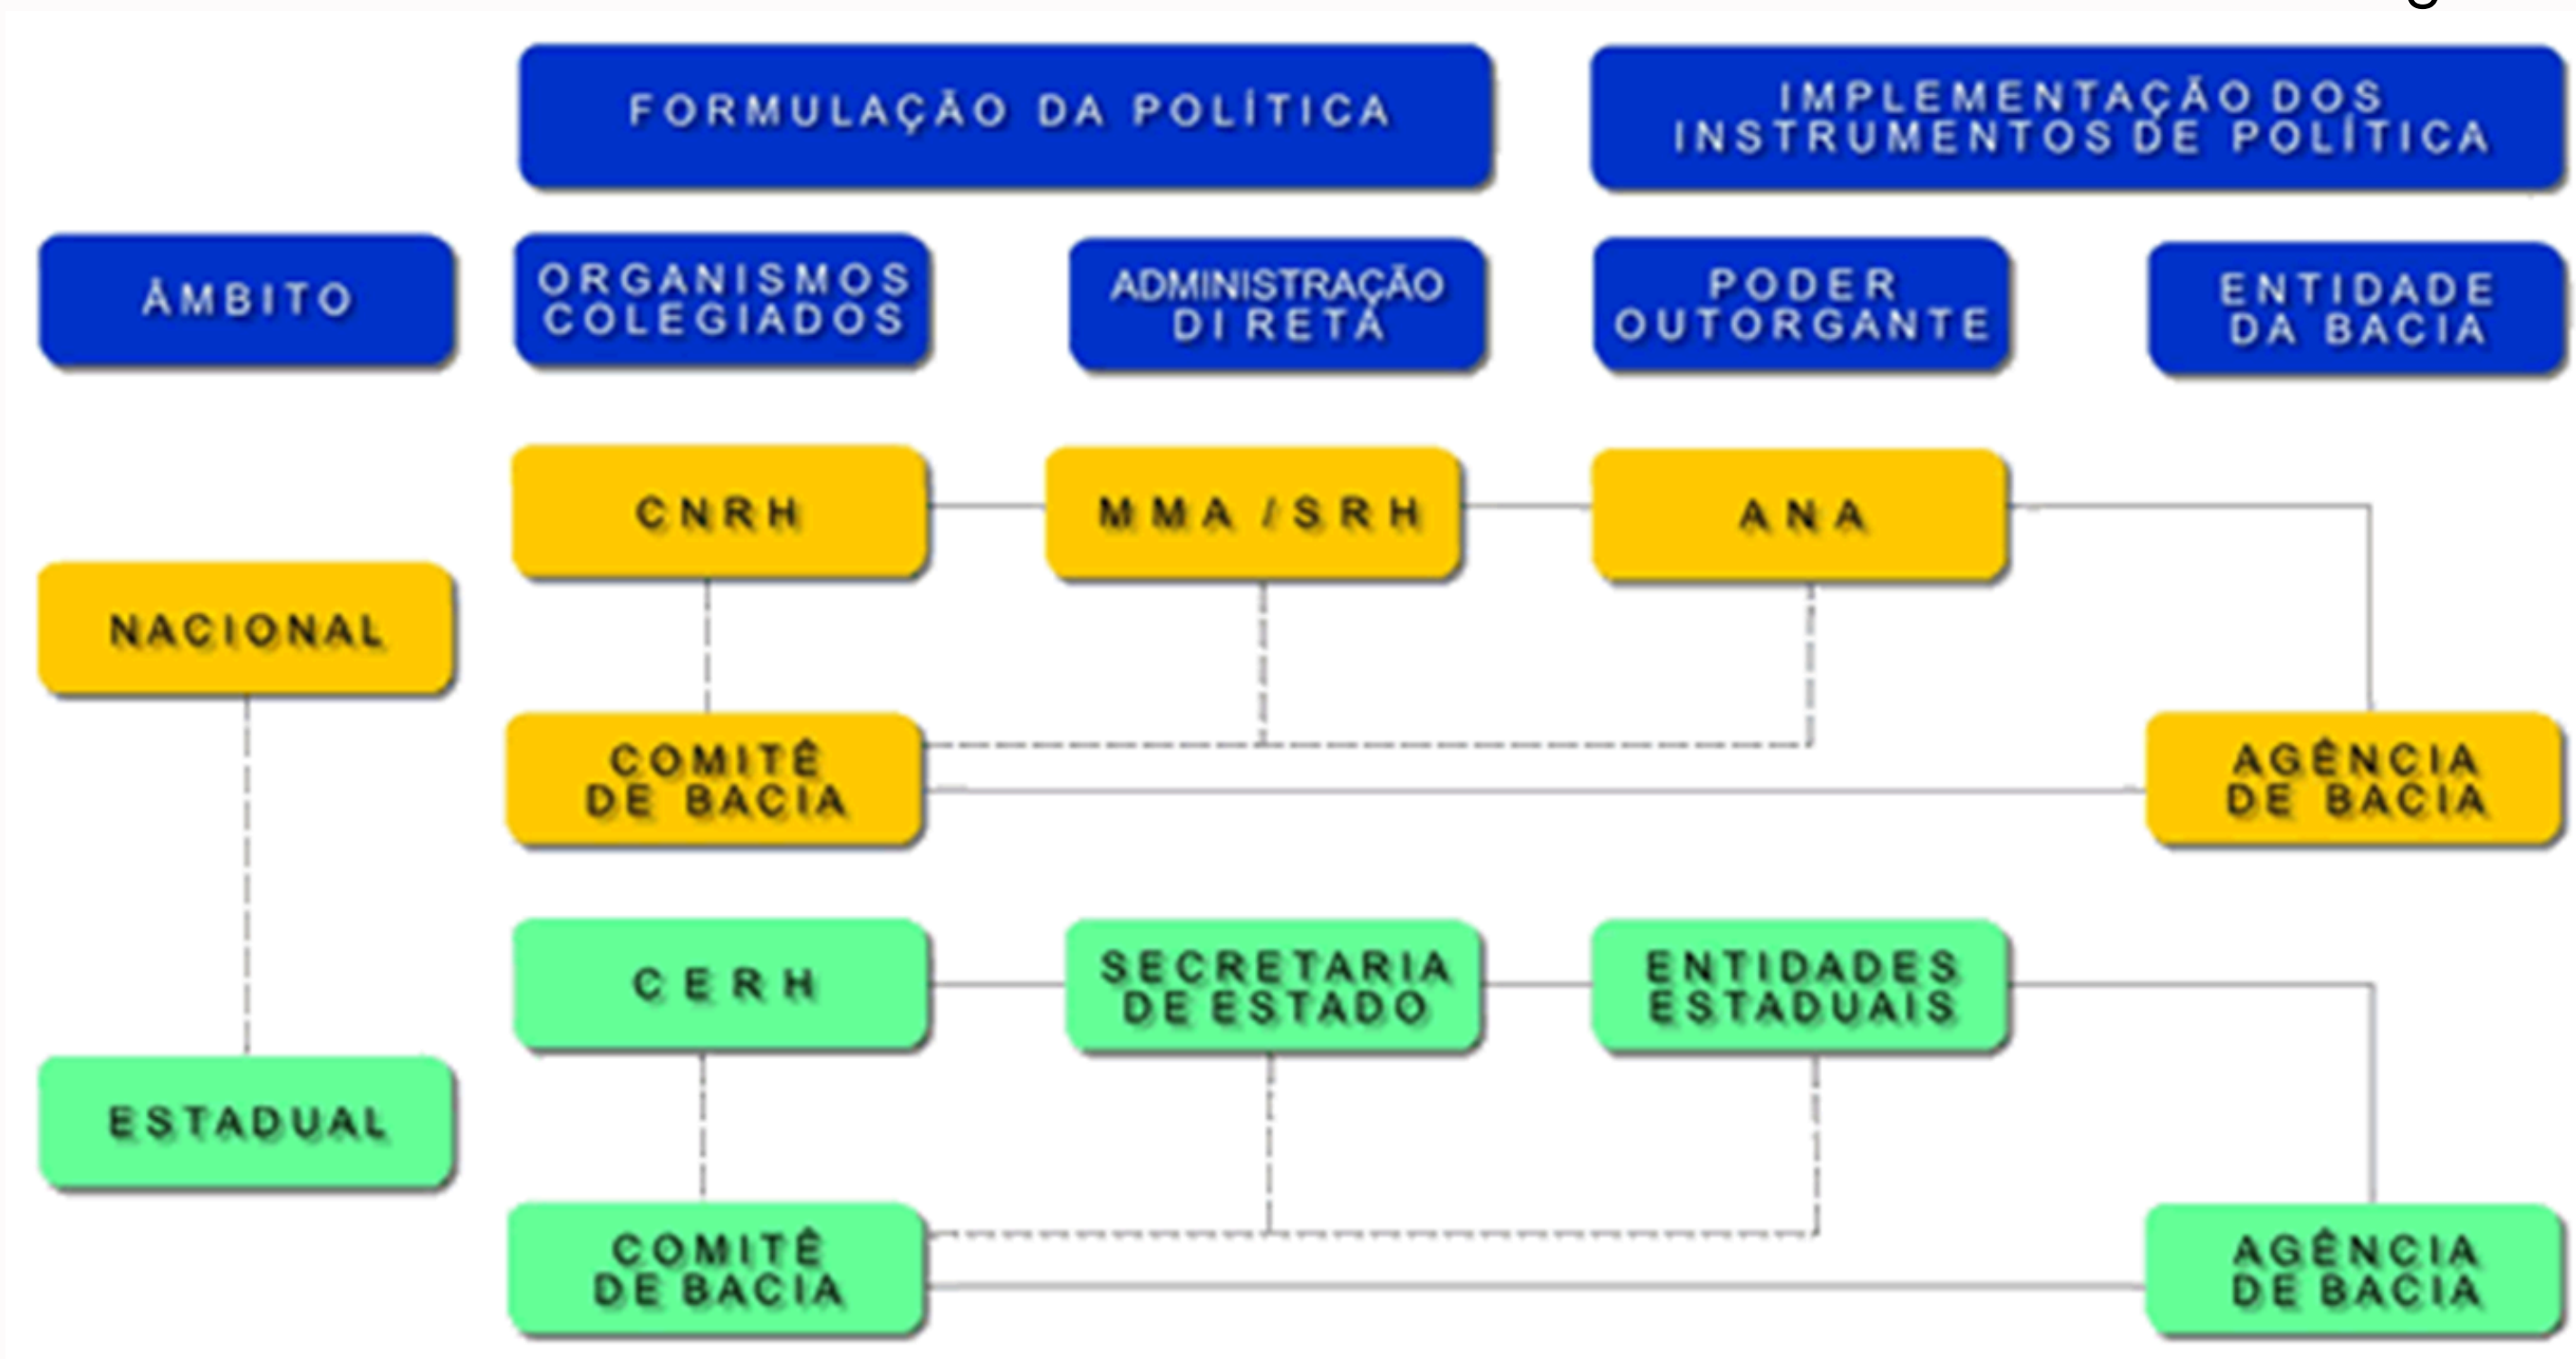 FORMULAÇÃO DA POLÍTICA
IMPLEMENTAÇÃO DOS
INSTRUMENTOS DE POLÍTICA
ÂMBITO
ORGANISMOS
COLEGIADOS
ADMINISTRAÇÃO
DIRETA
PODER
OUTORGANTE
ENTIDADE
DA BACIA
CNRH
MMA / SRH
ANA
NACIONAL
COMITÊ
DE BACIA
AGÊNCIA
DE BACIA
CERH
SECRETARIA
DE ESTADO
ENTIDADES
ESTADUAIS
ESTADUAL
COMITÊ
DE BACIA
AGÊNCIA
DE BACIA